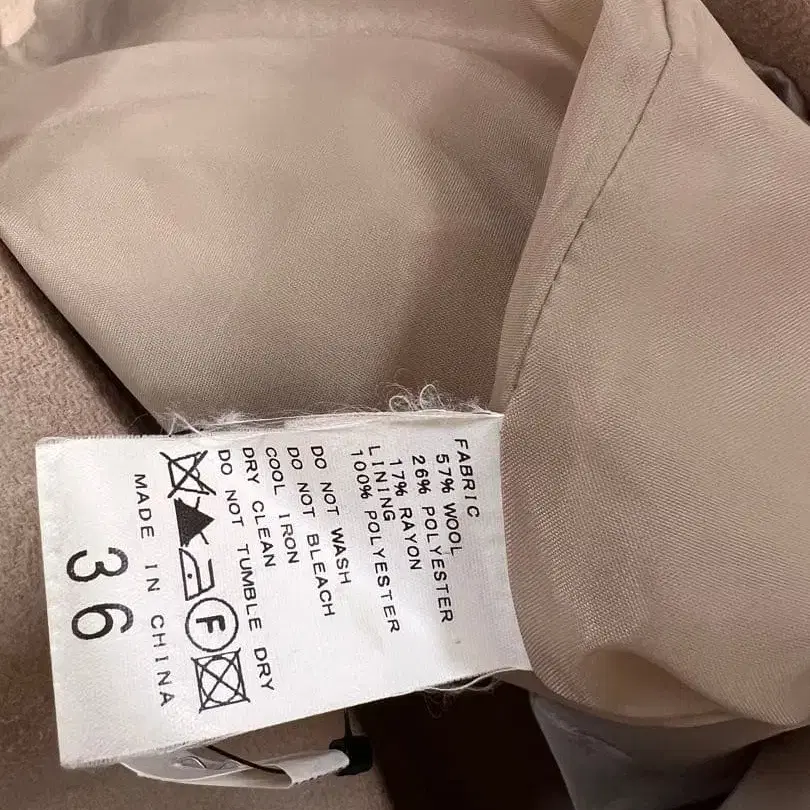 FABRIC
57% WOOL
26% POLYESTER
17% RAYON
LINING
100% POLYESTER
DO NOT WASH
DO NOT BLEACH
COOL IRON
DRY CLEAN
DO NOT TUMBLE DRY
F
MADE IN CHINA
36